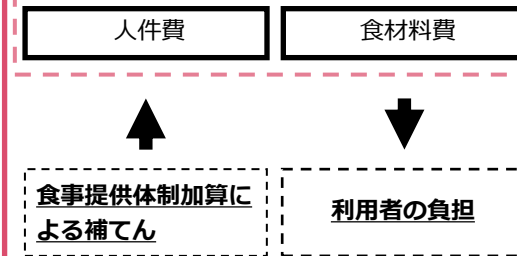 人件費
食材料費
食事提供体制加算に
よる補てん
利用者の負担